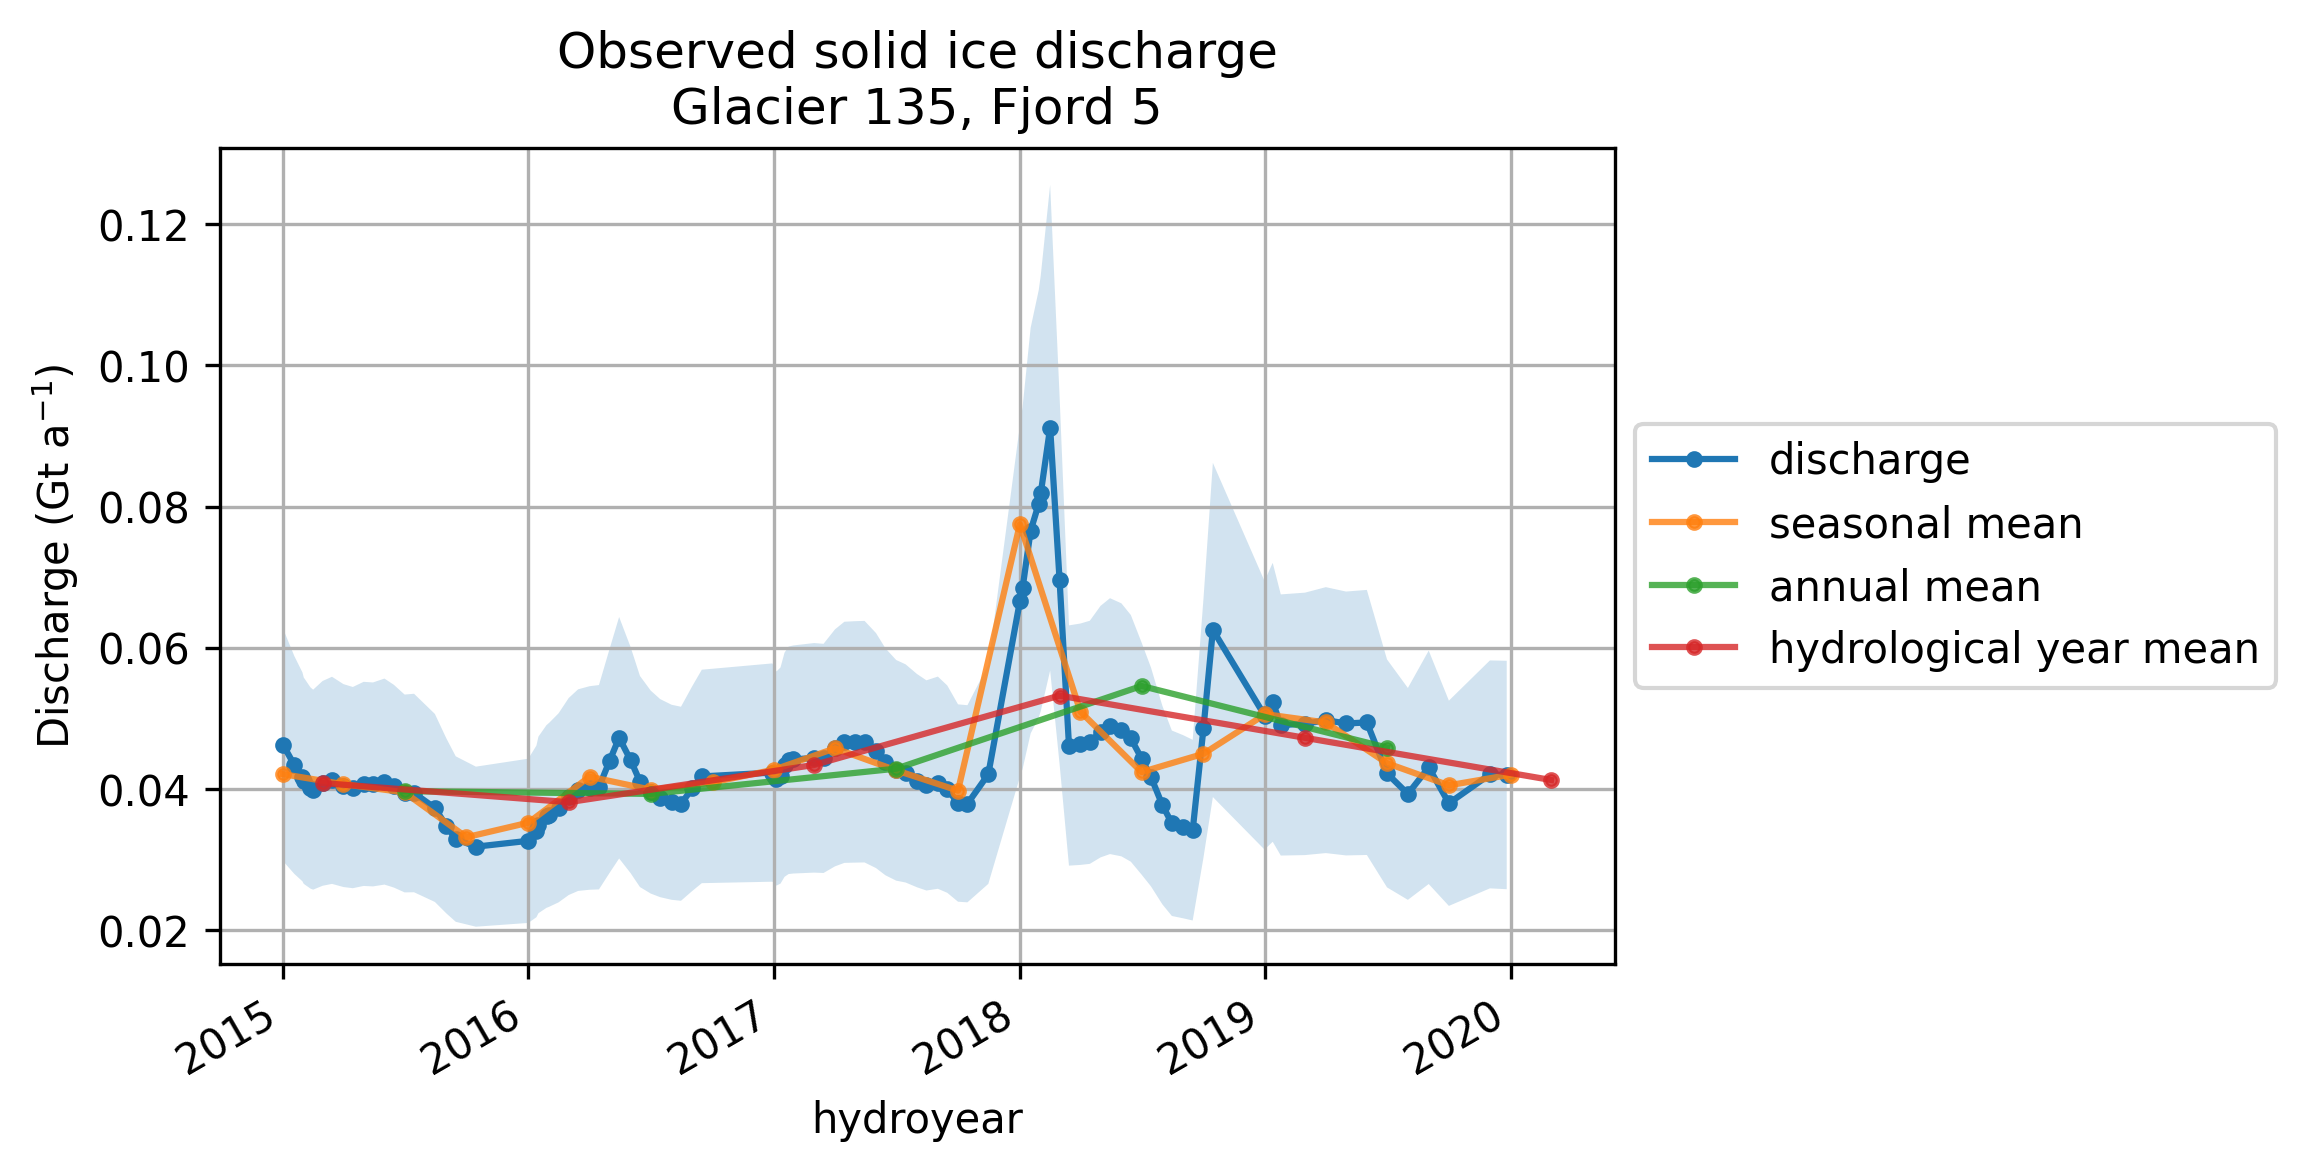 Observed solid ice discharge
Glacier 135, Fjord 5
Discharge (Gt a⁻¹)
0.12
0.10
0.08
0.06
0.04
0.02
2015
2016
2017
2018
2019
2020
hydroyear
discharge
seasonal mean
annual mean
hydrological year mean